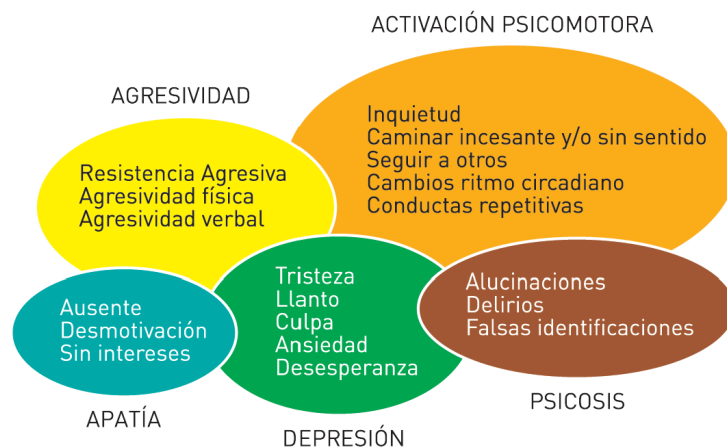 ACTIVACIÓN PSICOMOTORA
Inquietud
Caminar incesante y/o sin sentido
Seguir a otros
Cambios ritmo circadiano
Conductas repetitivas
AGRESIVIDAD
Resistencia Agresiva
Agresividad física
Agresividad verbal
Ausente
Desmotivación
Sin intereses
APATÍA
Tristeza
Llanto
Culpa
Ansiedad
Desesperanza
DEPRESIÓN
Alucinaciones
Delirios
Falsas identificaciones
PSICOSIS